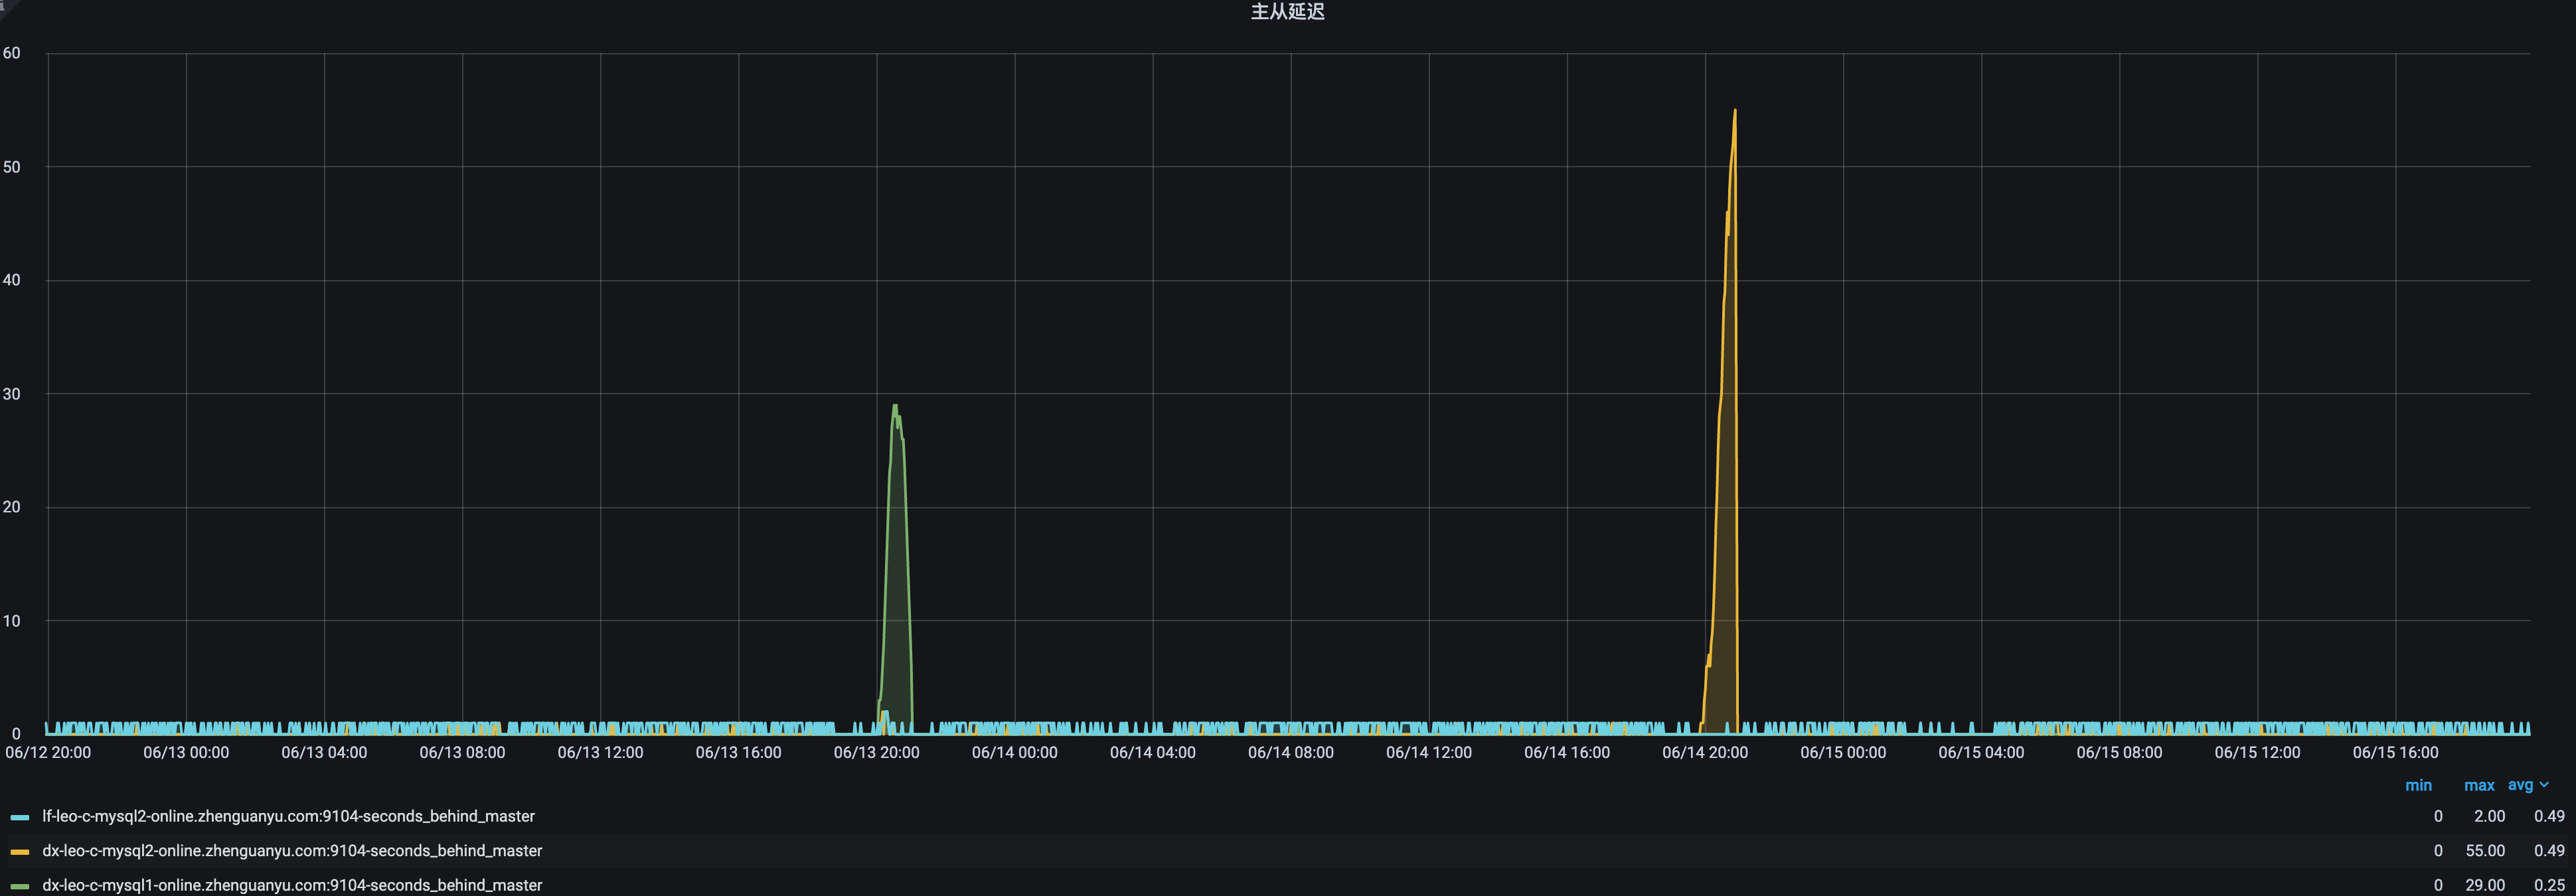 主从延迟
60
50
40
30
20
10
0
06/12 20:00 06/13 00:00 06/13 04:00 06/13 08:00 06/13 12:00 06/13 16:00 06/13 20:00 06/14 00:00 06/14 04:00 06/14 08:00 06/14 12:00 06/14 16:00 06/14 20:00 06/15 00:00 06/15 04:00 06/15 08:00 06/15 12:00 06/15 16:00
min max avg
lf-leo-c-mysql2-online.zhenguanyu.com:9104-seconds_behind_master 0 2.00 0.49
dx-leo-c-mysql2-online.zhenguanyu.com:9104-seconds_behind_master 0 55.00 0.49
dx-leo-c-mysql1-online.zhenguanyu.com:9104-seconds_behind_master 0 29.00 0.25